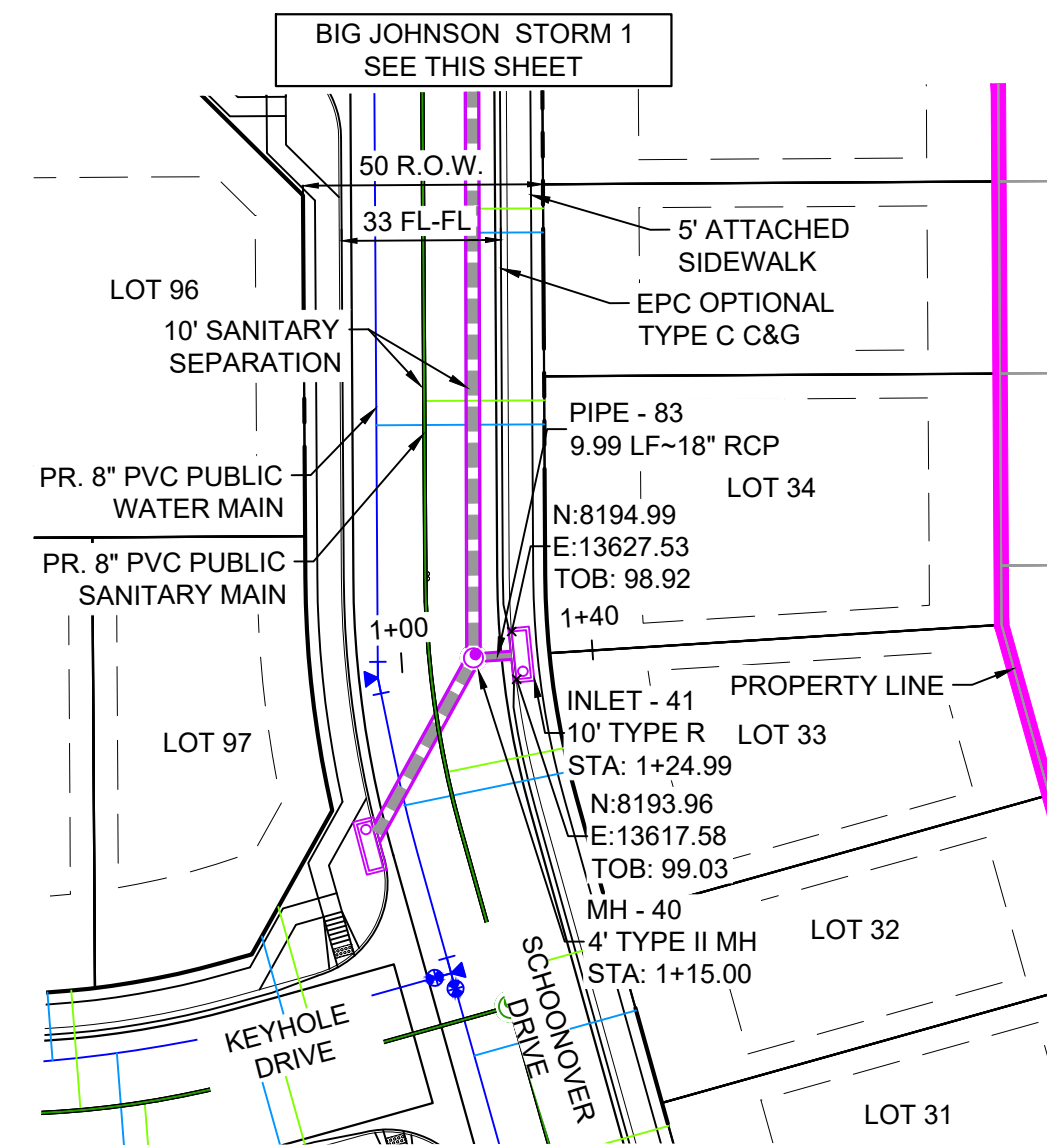 BIG JOHNSON STORM 1
SEE THIS SHEET
50 R.O.W.
33 FL-FL
5' ATTACHED
SIDEWALK
LOT 96
EPC OPTIONAL
TYPE C C&G
10' SANITARY
SEPARATION
PIPE - 83
9.99 LF~18" RCP
PR. 8" PVC PUBLIC
WATER MAIN
LOT 34
N:8194.99
E:13627.53
TOB: 98.92
PR. 8" PVC PUBLIC
SANITARY MAIN
1+00
1+40
PROPERTY LINE
INLET - 41
10' TYPE R
STA: 1+24.99
LOT 33
LOT 97
N:8193.96
E:13617.58
TOB: 99.03
MH - 40
4' TYPE II MH
STA: 1+15.00
LOT 32
SCHOONOVER
DRIVE
KEYHOLE
DRIVE
LOT 31